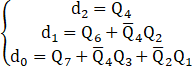 d₂ = Q₄
d₁ = Q₆ + Q̅₄Q₂
d₀ = Q₇ + Q̅₄Q₃ + Q̅₂Q₁